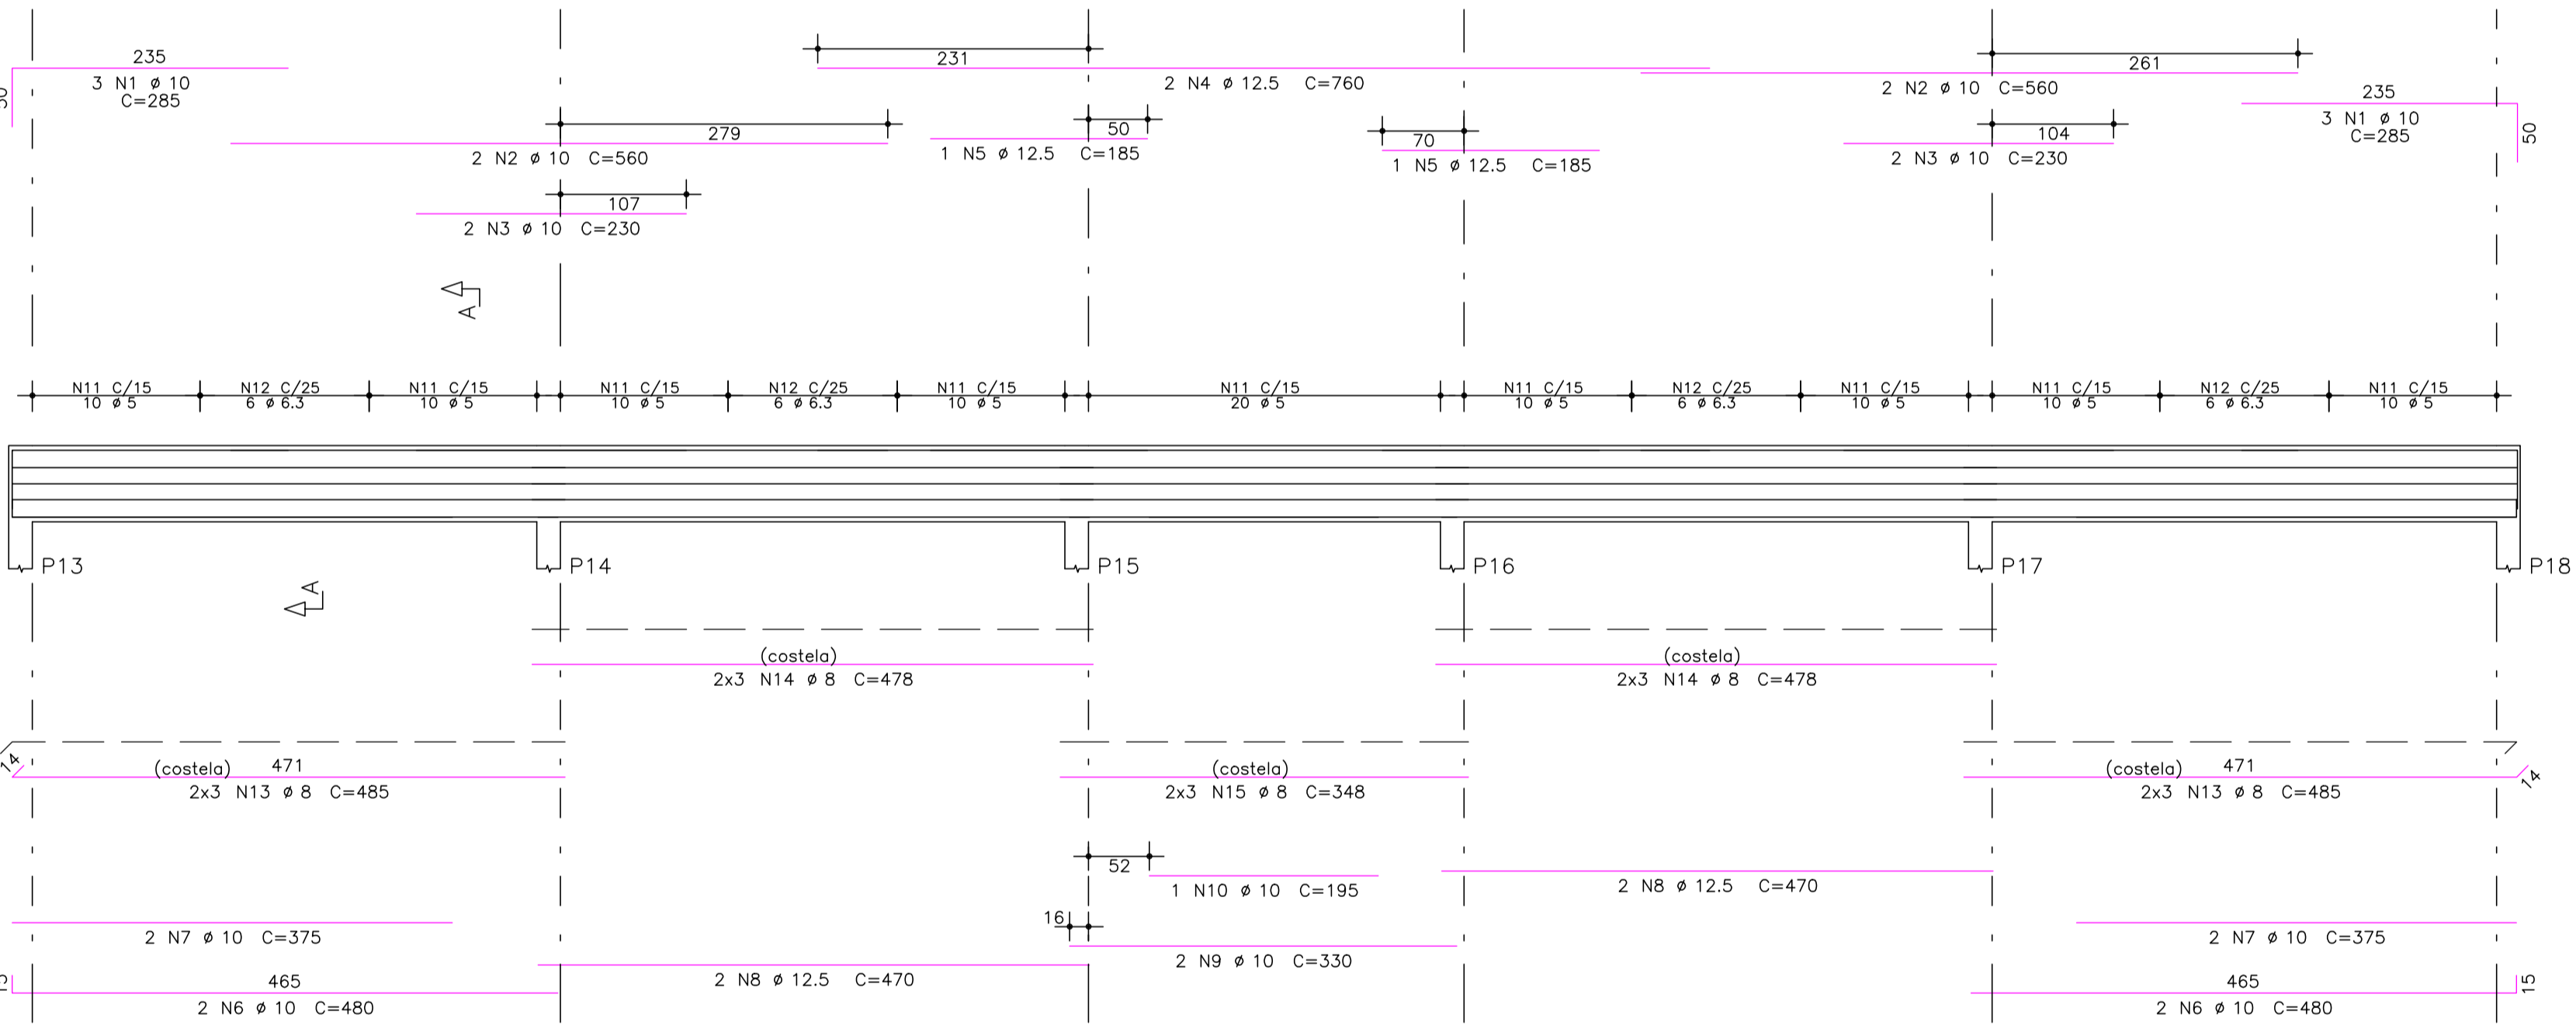 235
3 N1 ø 10
C=285
50
231
2 N4 ø 12.5 C=760
261
2 N2 ø 10 C=560
235
3 N1 ø 10
C=285
50
279
2 N2 ø 10 C=560
50
1 N5 ø 12.5 C=185
70
1 N5 ø 12.5 C=185
104
2 N3 ø 10 C=230
107
2 N3 ø 10 C=230
A
N11 C/15 N12 C/25 N11 C/15 N11 C/15 N12 C/25 N11 C/15 N11 C/15 N11 C/15 N12 C/25 N11 C/15 N11 C/15 N12 C/25 N11 C/15
10 ø 5 6 ø 6.3 10 ø 5 10 ø 5 6 ø 6.3 10 ø 5 20 ø 5 10 ø 5 6 ø 6.3 10 ø 5 10 ø 5 6 ø 6.3 10 ø 5
P13 P14 P15 P16 P17 P18
A
(costela)
2x3 N14 ø 8 C=478
(costela)
2x3 N14 ø 8 C=478
14
(costela) 471
2x3 N13 ø 8 C=485
(costela)
2x3 N15 ø 8 C=348
(costela) 471
2x3 N13 ø 8 C=485
14
52
1 N10 ø 10 C=195
2 N8 ø 12.5 C=470
16
2 N7 ø 10 C=375
2 N9 ø 10 C=330
2 N7 ø 10 C=375
15
465
2 N6 ø 10 C=480
2 N8 ø 12.5 C=470
465
2 N6 ø 10 C=480
15